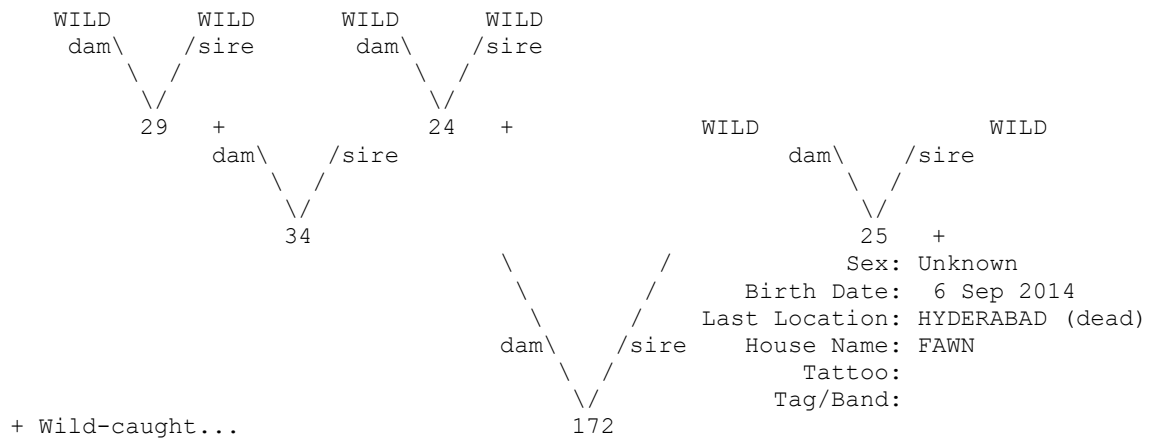 WILD WILD WILD WILD
dam\ /sire dam\ /sire
\ / \ /
\/ \/
29 + 24 + WILD WILD
dam\ /sire dam\ /sire
\ / \ /
\/ \/
34 25 +
\ / Sex: Unknown
\ / Birth Date: 6 Sep 2014
\ / Last Location: HYDERABAD (dead)
dam\ /sire House Name: FAWN
\ / Tattoo:
\/ Tag/Band:
+ Wild-caught... 172